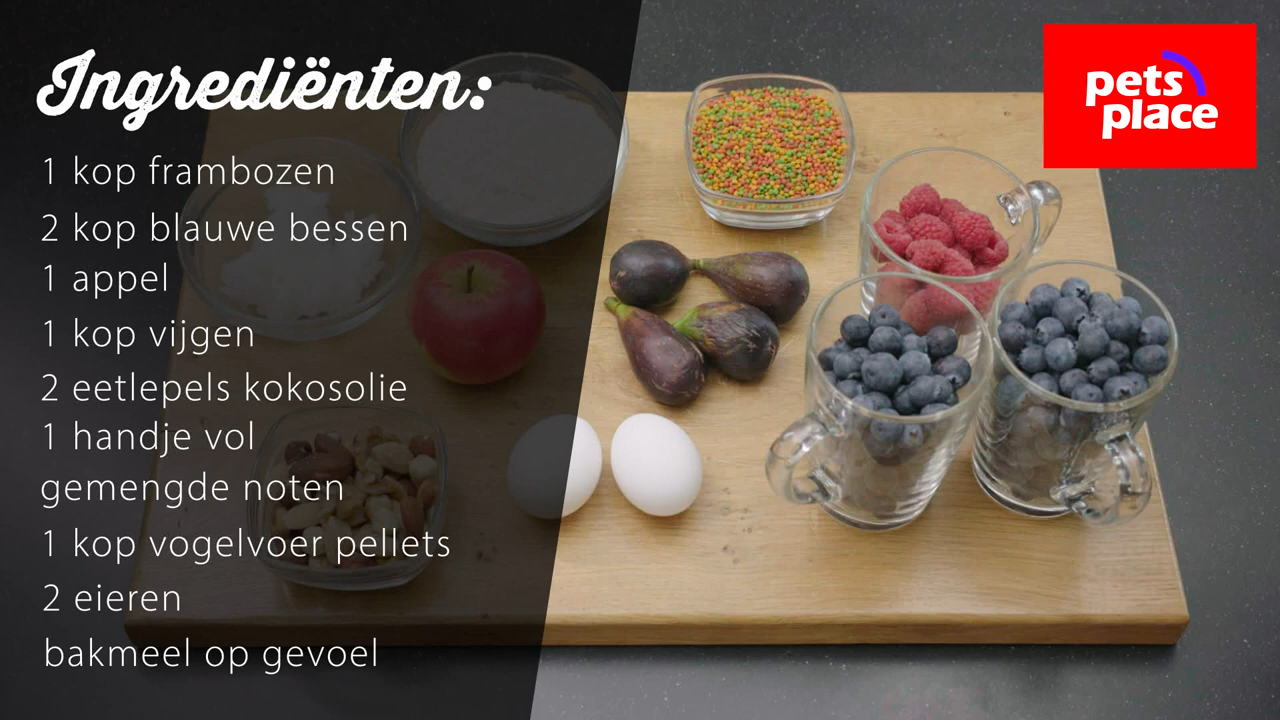 Ingrediënten:
1 kop frambozen
2 kop blauwe bessen
1 appel
1 kop vijgen
2 eetlepels kokosolie
1 handje vol
gemengde noten
1 kop vogelvoer pellets
2 eieren
bakmeel op gevoel
pets
place